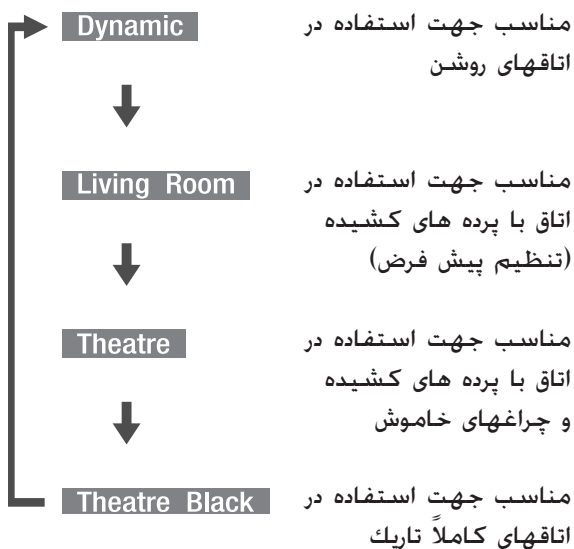 Dynamic
مناسب جهت استفاده در
اتاقهای روشن
Living Room
مناسب جهت استفاده در
اتاق با پرده های کشیده
(تنظیم پیش فرض)
Theatre
مناسب جهت استفاده در
اتاق با پرده های کشیده
و چراغهای خاموش
Theatre Black
مناسب جهت استفاده در
اتاقهای کاملاً تاریك